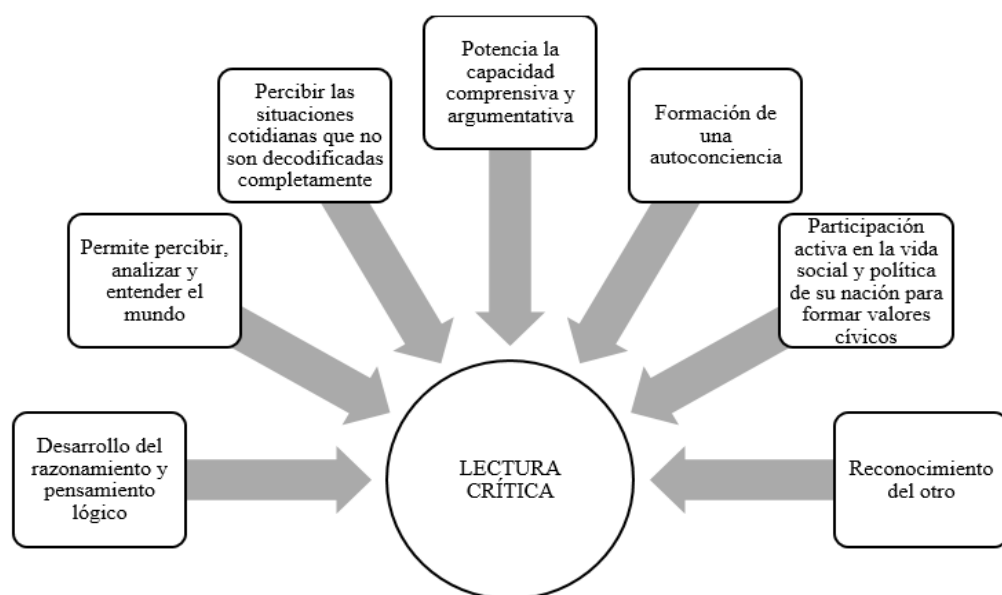 Potencia la
capacidad
comprensiva y
argumentativa
Percibir las
situaciones
cotidianas que no
son decodificadas
completamente
Formación de
una
autoconciencia
Permite percibir,
analizar y
entender el
mundo
Participación
activa en la vida
social y política
de su nación para
formar valores
cívicos
Desarrollo del
razonamiento y
pensamiento
lógico
LECTURA
CRÍTICA
Reconocimiento
del otro